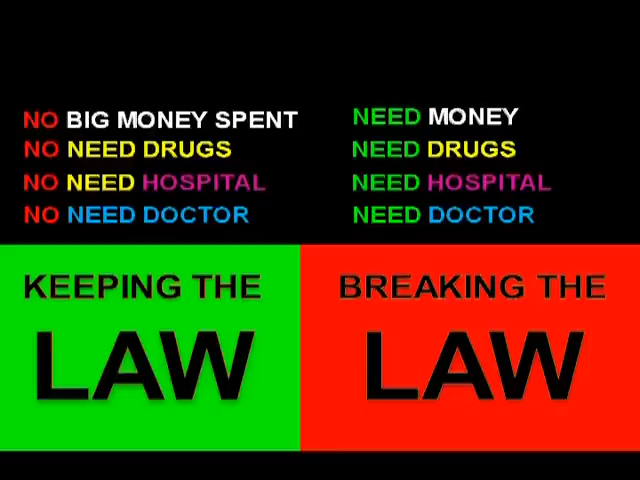 NO BIG MONEY SPENT
NO NEED DRUGS
NO NEED HOSPITAL
NO NEED DOCTOR
KEEPING THE
LAW
NEED MONEY
NEED DRUGS
NEED HOSPITAL
NEED DOCTOR
BREAKING THE
LAW